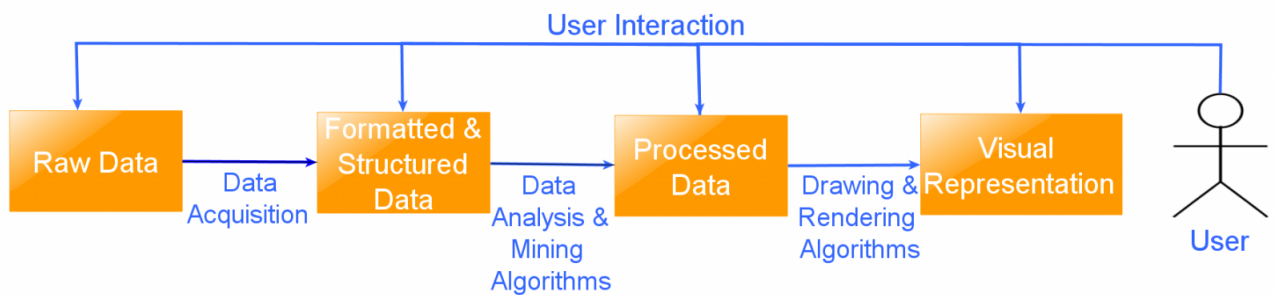 User Interaction
Raw Data
Data
Acquisition
Formatted &
Structured
Data
Data
Analysis &
Mining
Algorithms
Processed
Data
Drawing &
Rendering
Algorithms
Visual
Representation
User